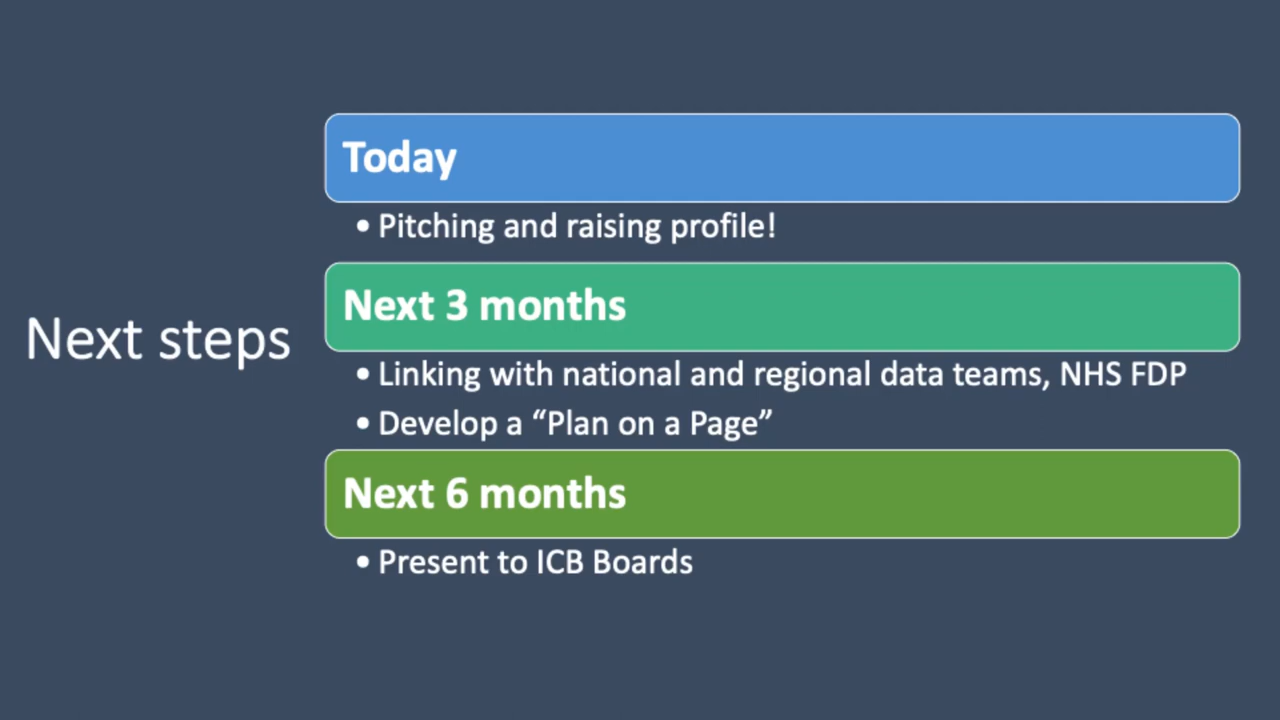 Next steps
Today
• Pitching and raising profile!
Next 3 months
• Linking with national and regional data teams, NHS FDP
• Develop a “Plan on a Page”
Next 6 months
• Present to ICB Boards